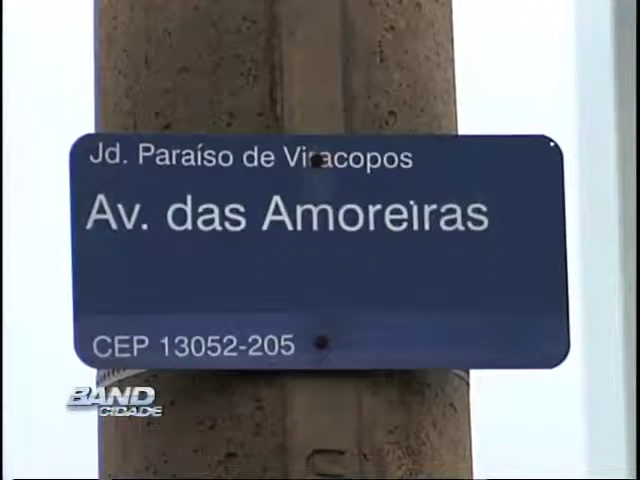 Jd. Paraíso de Viracopos
Av. das Amoreiras
CEP 13052-205
BAND
CIDADE